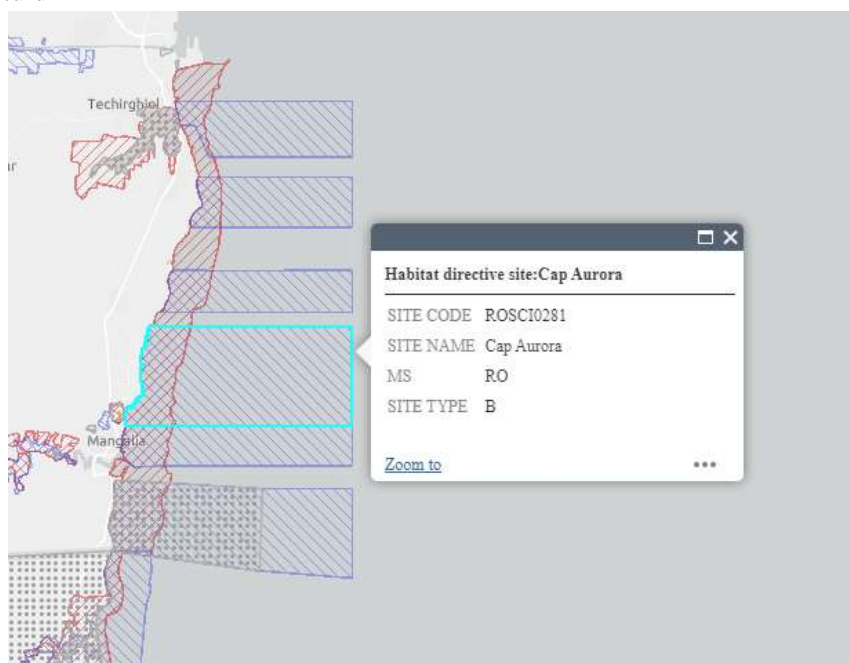 Techirghiol
ar
Mangalia
Habitat directive site:Cap Aurora
SITE CODE ROSCI0281
SITE NAME Cap Aurora
MS RO
SITE TYPE B
Zoom to